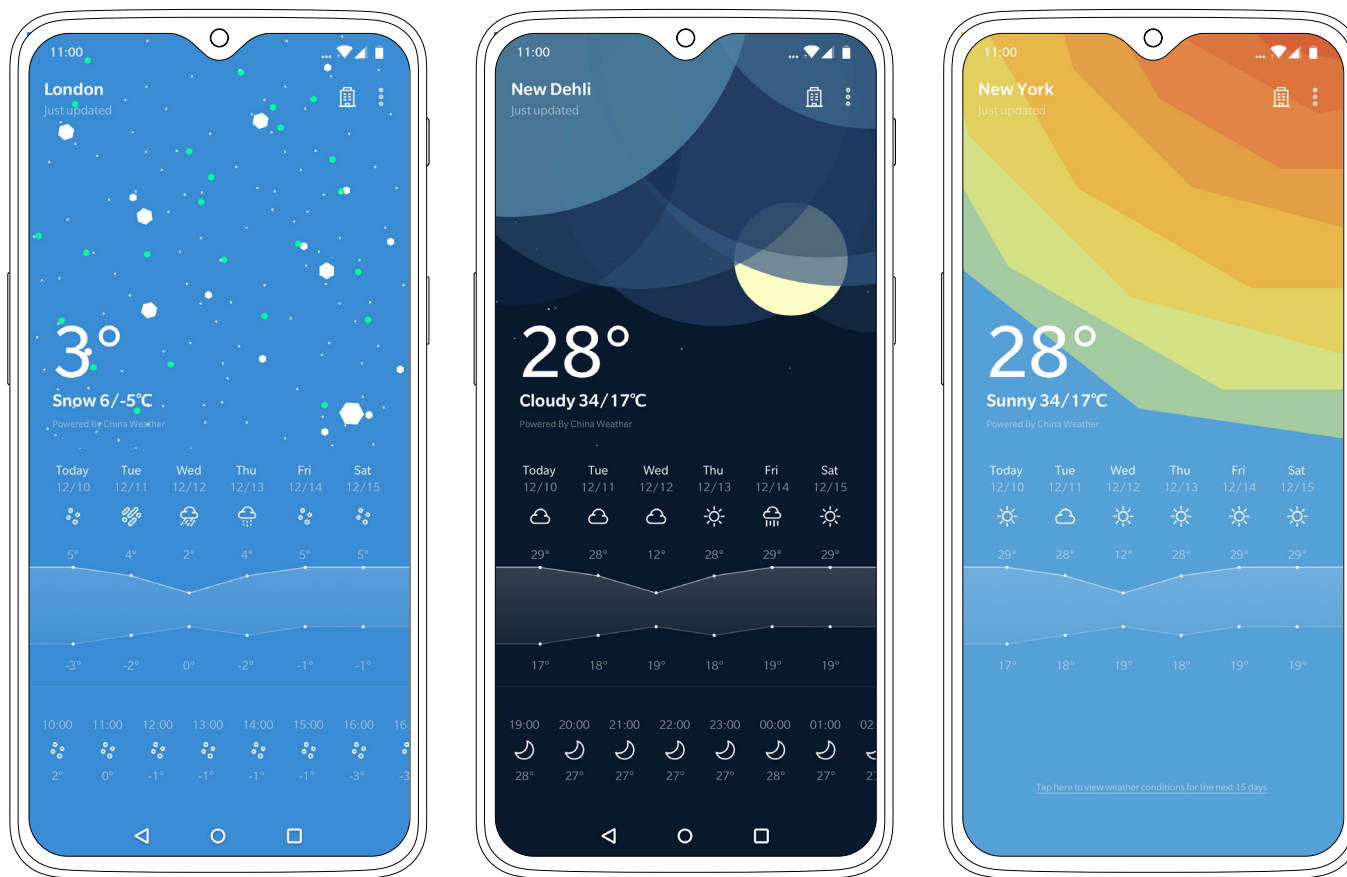 11:00
London
Just updated
3°
Snow 6/-5℃
Powered By China Weather
Today Tue Wed Thu Fri Sat
12/10 12/11 12/12 12/13 12/14 12/15
5° 4° 2° 4° 5° 5°
-3° -2° 0° -2° -1° -1°
10:00 11:00 12:00 13:00 14:00 15:00 16:00
2° 0° -1° -1° -1° -1° -3°
11:00
New Dehli
Just updated
28°
Cloudy 34/17℃
Powered By China Weather
Today Tue Wed Thu Fri Sat
12/10 12/11 12/12 12/13 12/14 12/15
29° 28° 12° 28° 29° 29°
17° 18° 19° 18° 19° 19°
19:00 20:00 21:00 22:00 23:00 00:00 01:00
28° 27° 27° 27° 27° 28° 27°
11:00
New York
Just updated
28°
Sunny 34/17℃
Powered By China Weather
Today Tue Wed Thu Fri Sat
12/10 12/11 12/12 12/13 12/14 12/15
29° 28° 12° 28° 29° 29°
17° 18° 19° 18° 19° 19°
Tap here to view weather conditions for the next 15 days